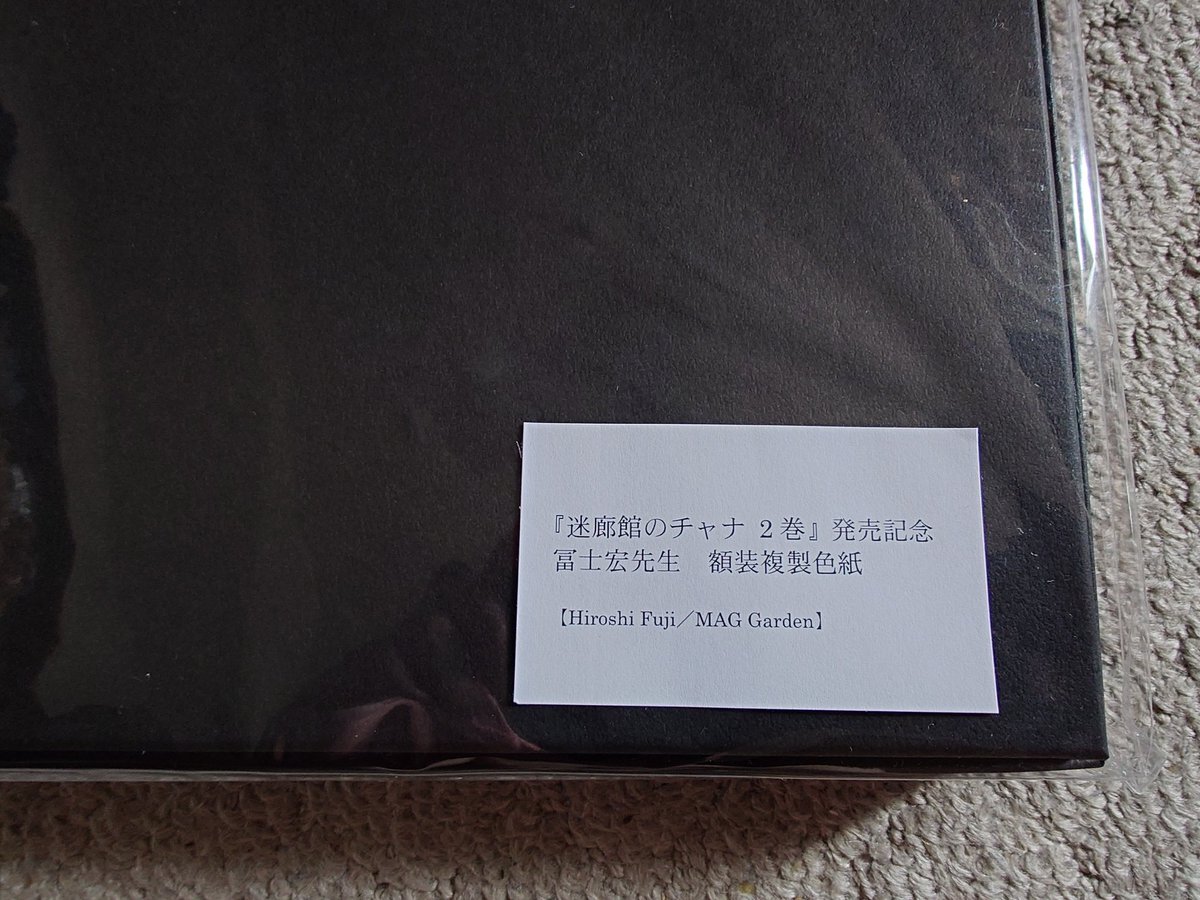 『迷廊館のチャナ 2巻』発売記念
冨士宏先生　額装複製色紙
【Hiroshi Fuji／MAG Garden】